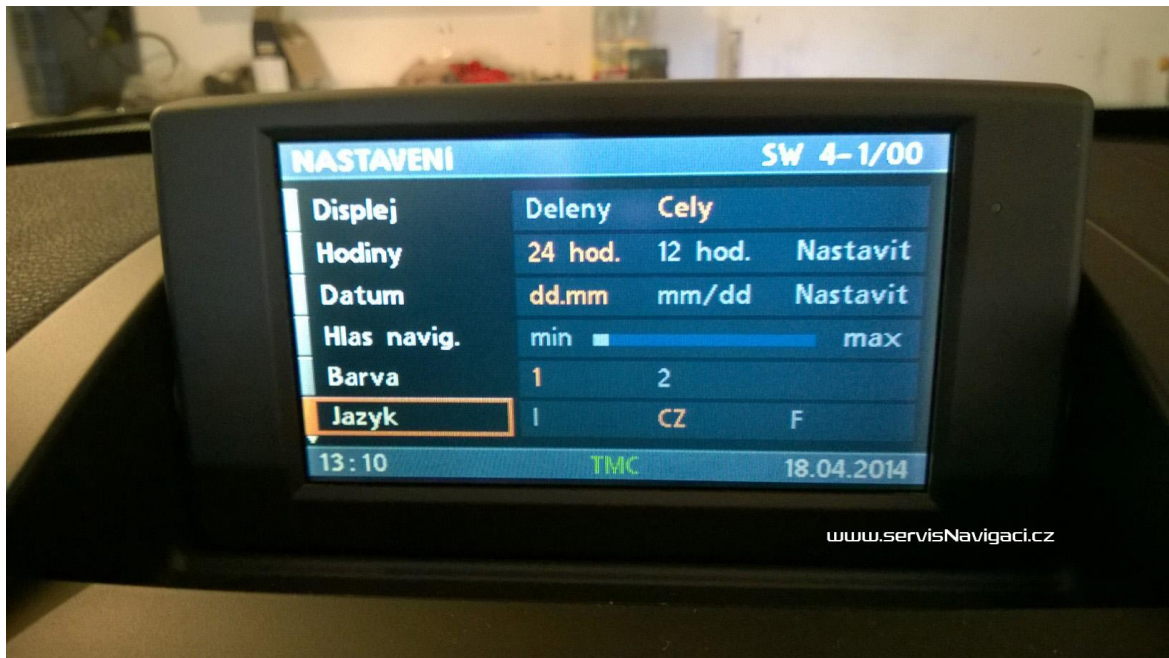 NASTAVENÍ SW 4-1/00
Displej Deleny Cely
Hodiny 24 hod. 12 hod. Nastavit
Datum dd.mm mm/dd Nastavit
Hlas navig. min max
Barva 1 2
Jazyk I CZ F
13:10 TMC 18.04.2014
www.servisNavigaci.cz